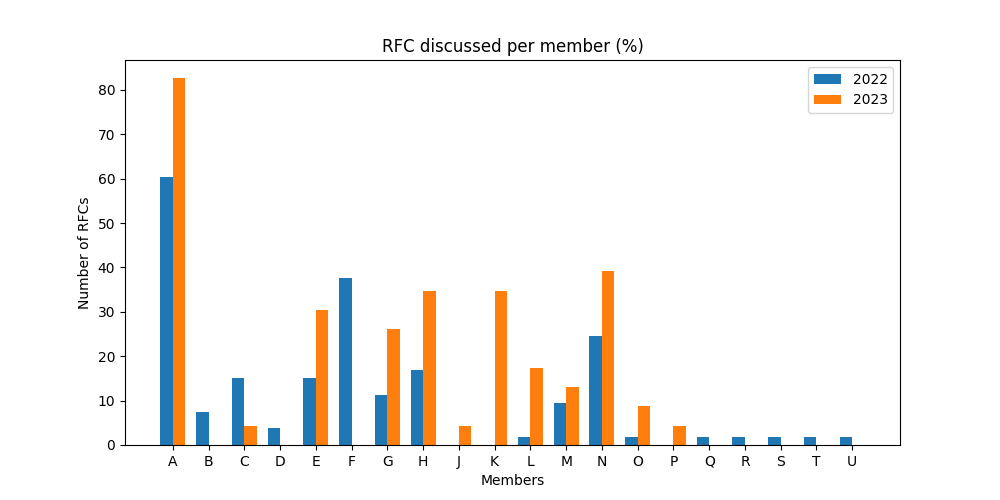 RFC discussed per member (%)
2022
2023
80
70
60
50
40
30
20
10
0
Number of RFCs
A B C D E F G H J K L M N O P Q R S T U
Members